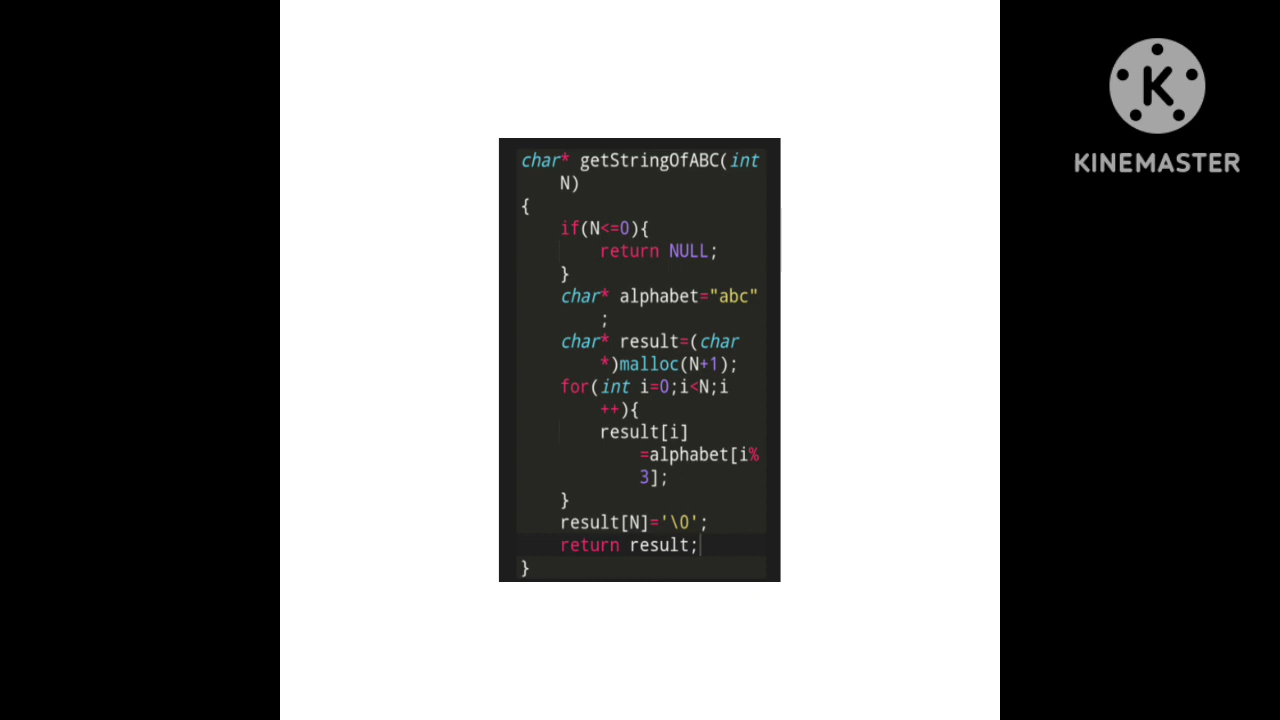 char* getStringOfABC(int
N)
{
if(N<=0){
return NULL;
}
char* alphabet="abc"
;
char* result=(char
*)malloc(N+1);
for(int i=0;i<N;i
++){
result[i]
=alphabet[i%
3];
}
result[N]='\0';
return result;
}
KINEMASTER